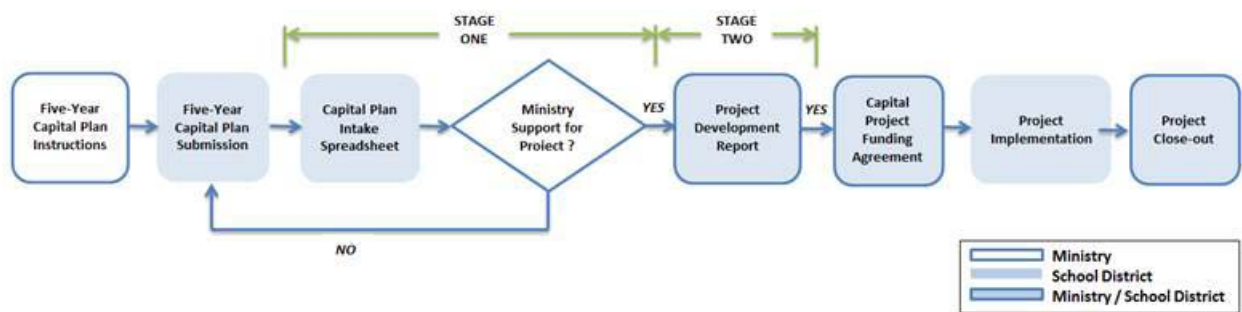 STAGE
ONE
STAGE
TWO
Five-Year
Capital Plan
Instructions
Five-Year
Capital Plan
Submission
Capital Plan
Intake
Spreadsheet
Ministry
Support for
Project ?
YES
Project
Development
Report
YES
Capital
Project
Funding
Agreement
Project
Implementation
Project
Close-out
NO
Ministry
School District
Ministry / School District